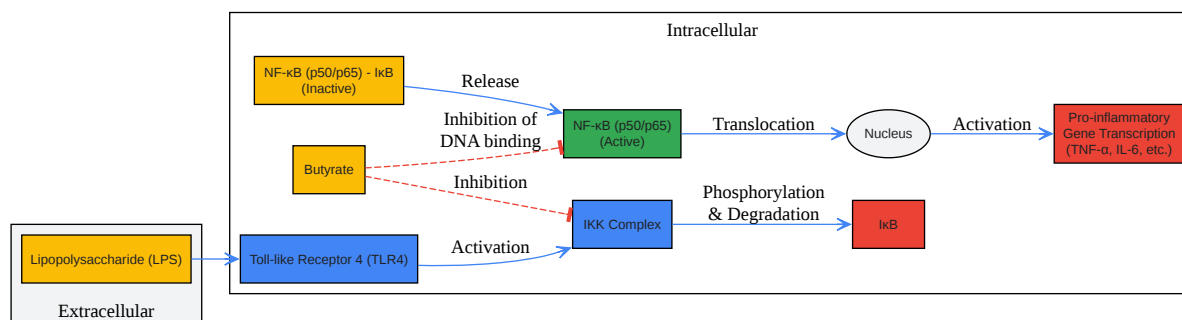 Intracellular
NF-κB (p50/p65) - IκB
(Inactive)
Release
Inhibition of
DNA binding
NF-κB (p50/p65)
(Active)
Translocation
Nucleus
Activation
Pro-inflammatory
Gene Transcription
(TNF-α, IL-6, etc.)
Butyrate
Inhibition
Phosphorylation
& Degradation
IKK Complex
IκB
Lipopolysaccharide (LPS)
Toll-like Receptor 4 (TLR4)
Activation
Extracellular